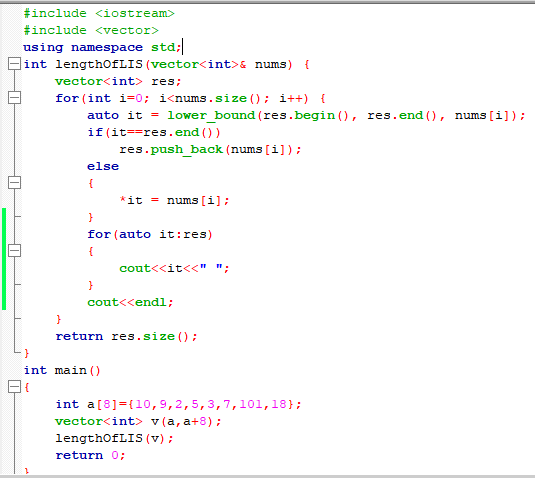 #include <iostream>
#include <vector>
using namespace std;
int lengthOfLIS(vector<int>& nums) {
    vector<int> res;
    for(int i=0; i<nums.size(); i++) {
        auto it = lower_bound(res.begin(), res.end(), nums[i]);
        if(it==res.end())
            res.push_back(nums[i]);
        else
        {
            *it = nums[i];
        }
        for(auto it:res)
        {
            cout<<it<<" ";
        }
        cout<<endl;
    }
    return res.size();
}
int main()
{
    int a[8]={10,9,2,5,3,7,101,18};
    vector<int> v(a,a+8);
    lengthOfLIS(v);
    return 0;
}